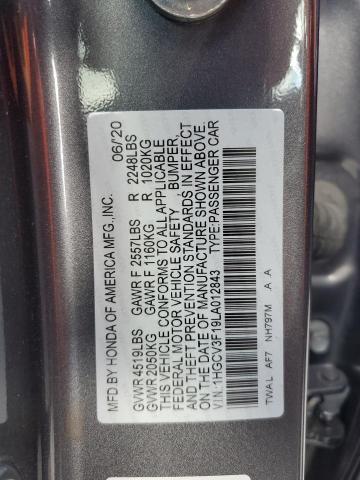 MFD. BY HONDA OF AMERICA MFG.,INC. 06/20
GVWR 4519LBS GAWR F 2557LBS R 2248LBS
GVWR 2050KG GAWR F 1160KG R 1020KG
THIS VEHICLE CONFORMS TO ALL APPLICABLE
FEDERAL MOTOR VEHICLE SAFETY, BUMPER,
AND THEFT PREVENTION STANDARDS IN EFFECT
ON THE DATE OF MANUFACTURE SHOWN ABOVE.
V.I.N:1HGCV3F19LA012843 TYPE:PASSENGER CAR
TWAL AF7 NH797M A A